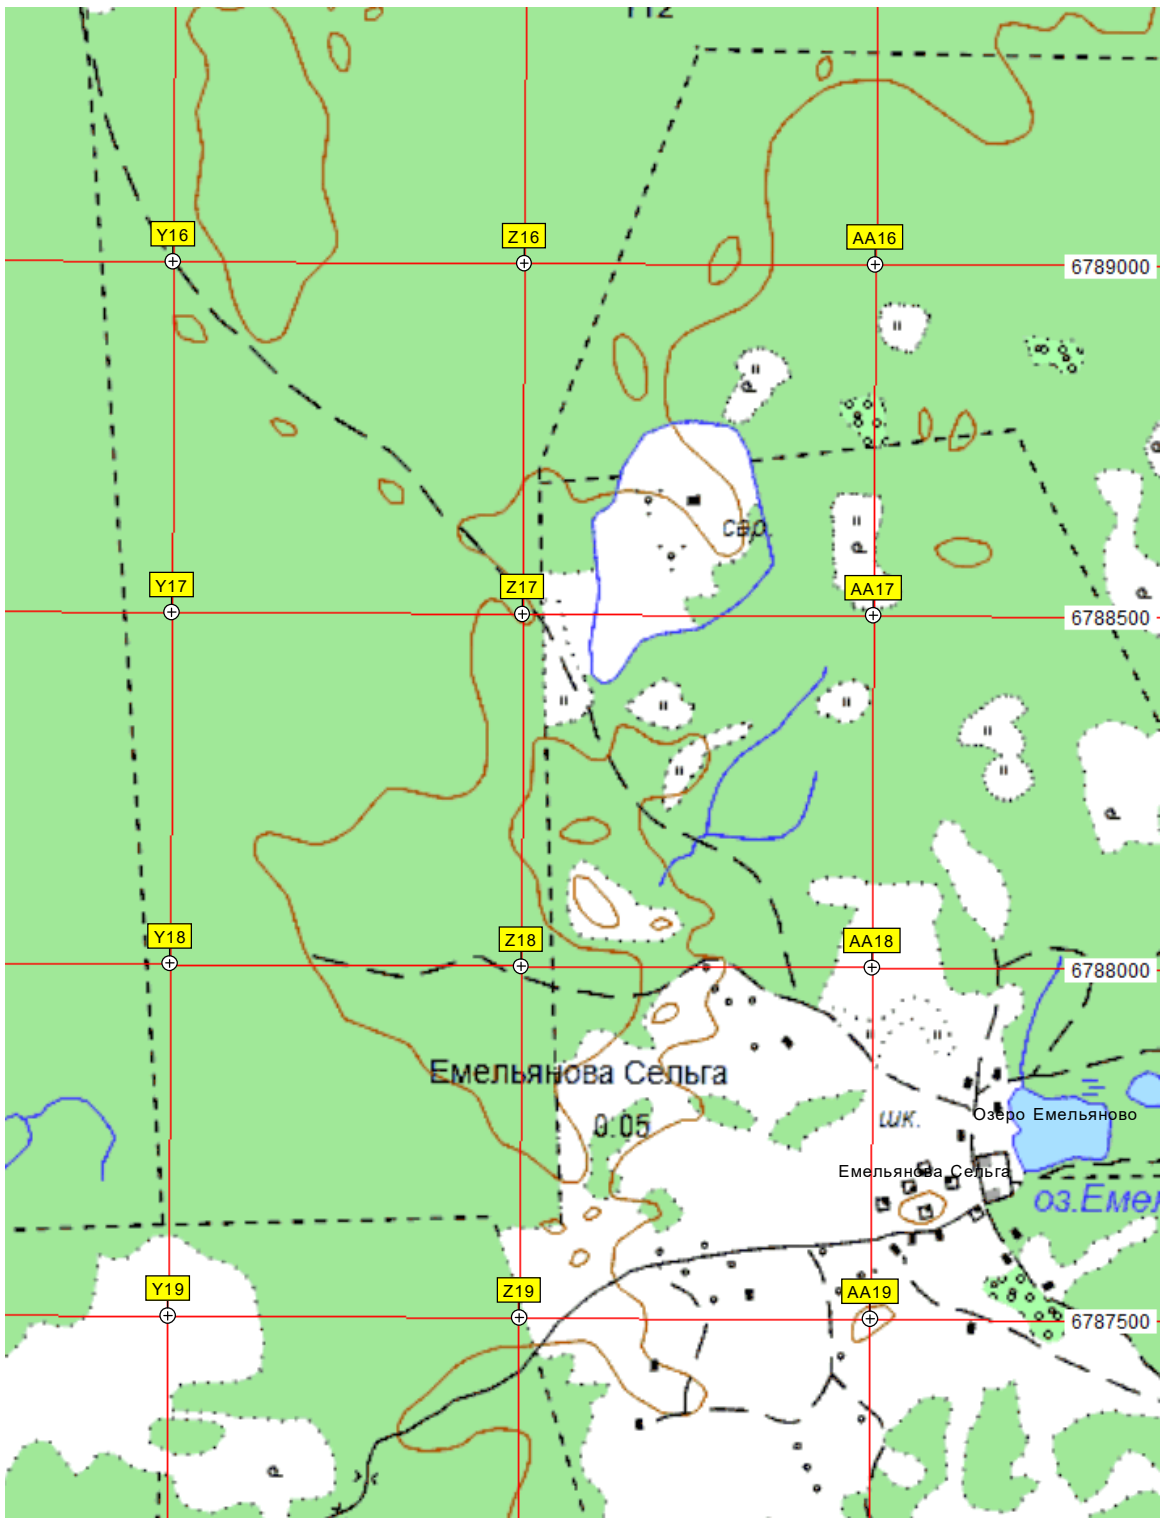 112
Y16
Z16
AA16
6789000
сар.
Y17
Z17
AA17
6788500
Y18
Z18
AA18
6788000
Емельянова Сельга
0.05
шк.
Озеро Емельяново
Емельянова Сельга
оз.Емел
Y19
Z19
AA19
6787500